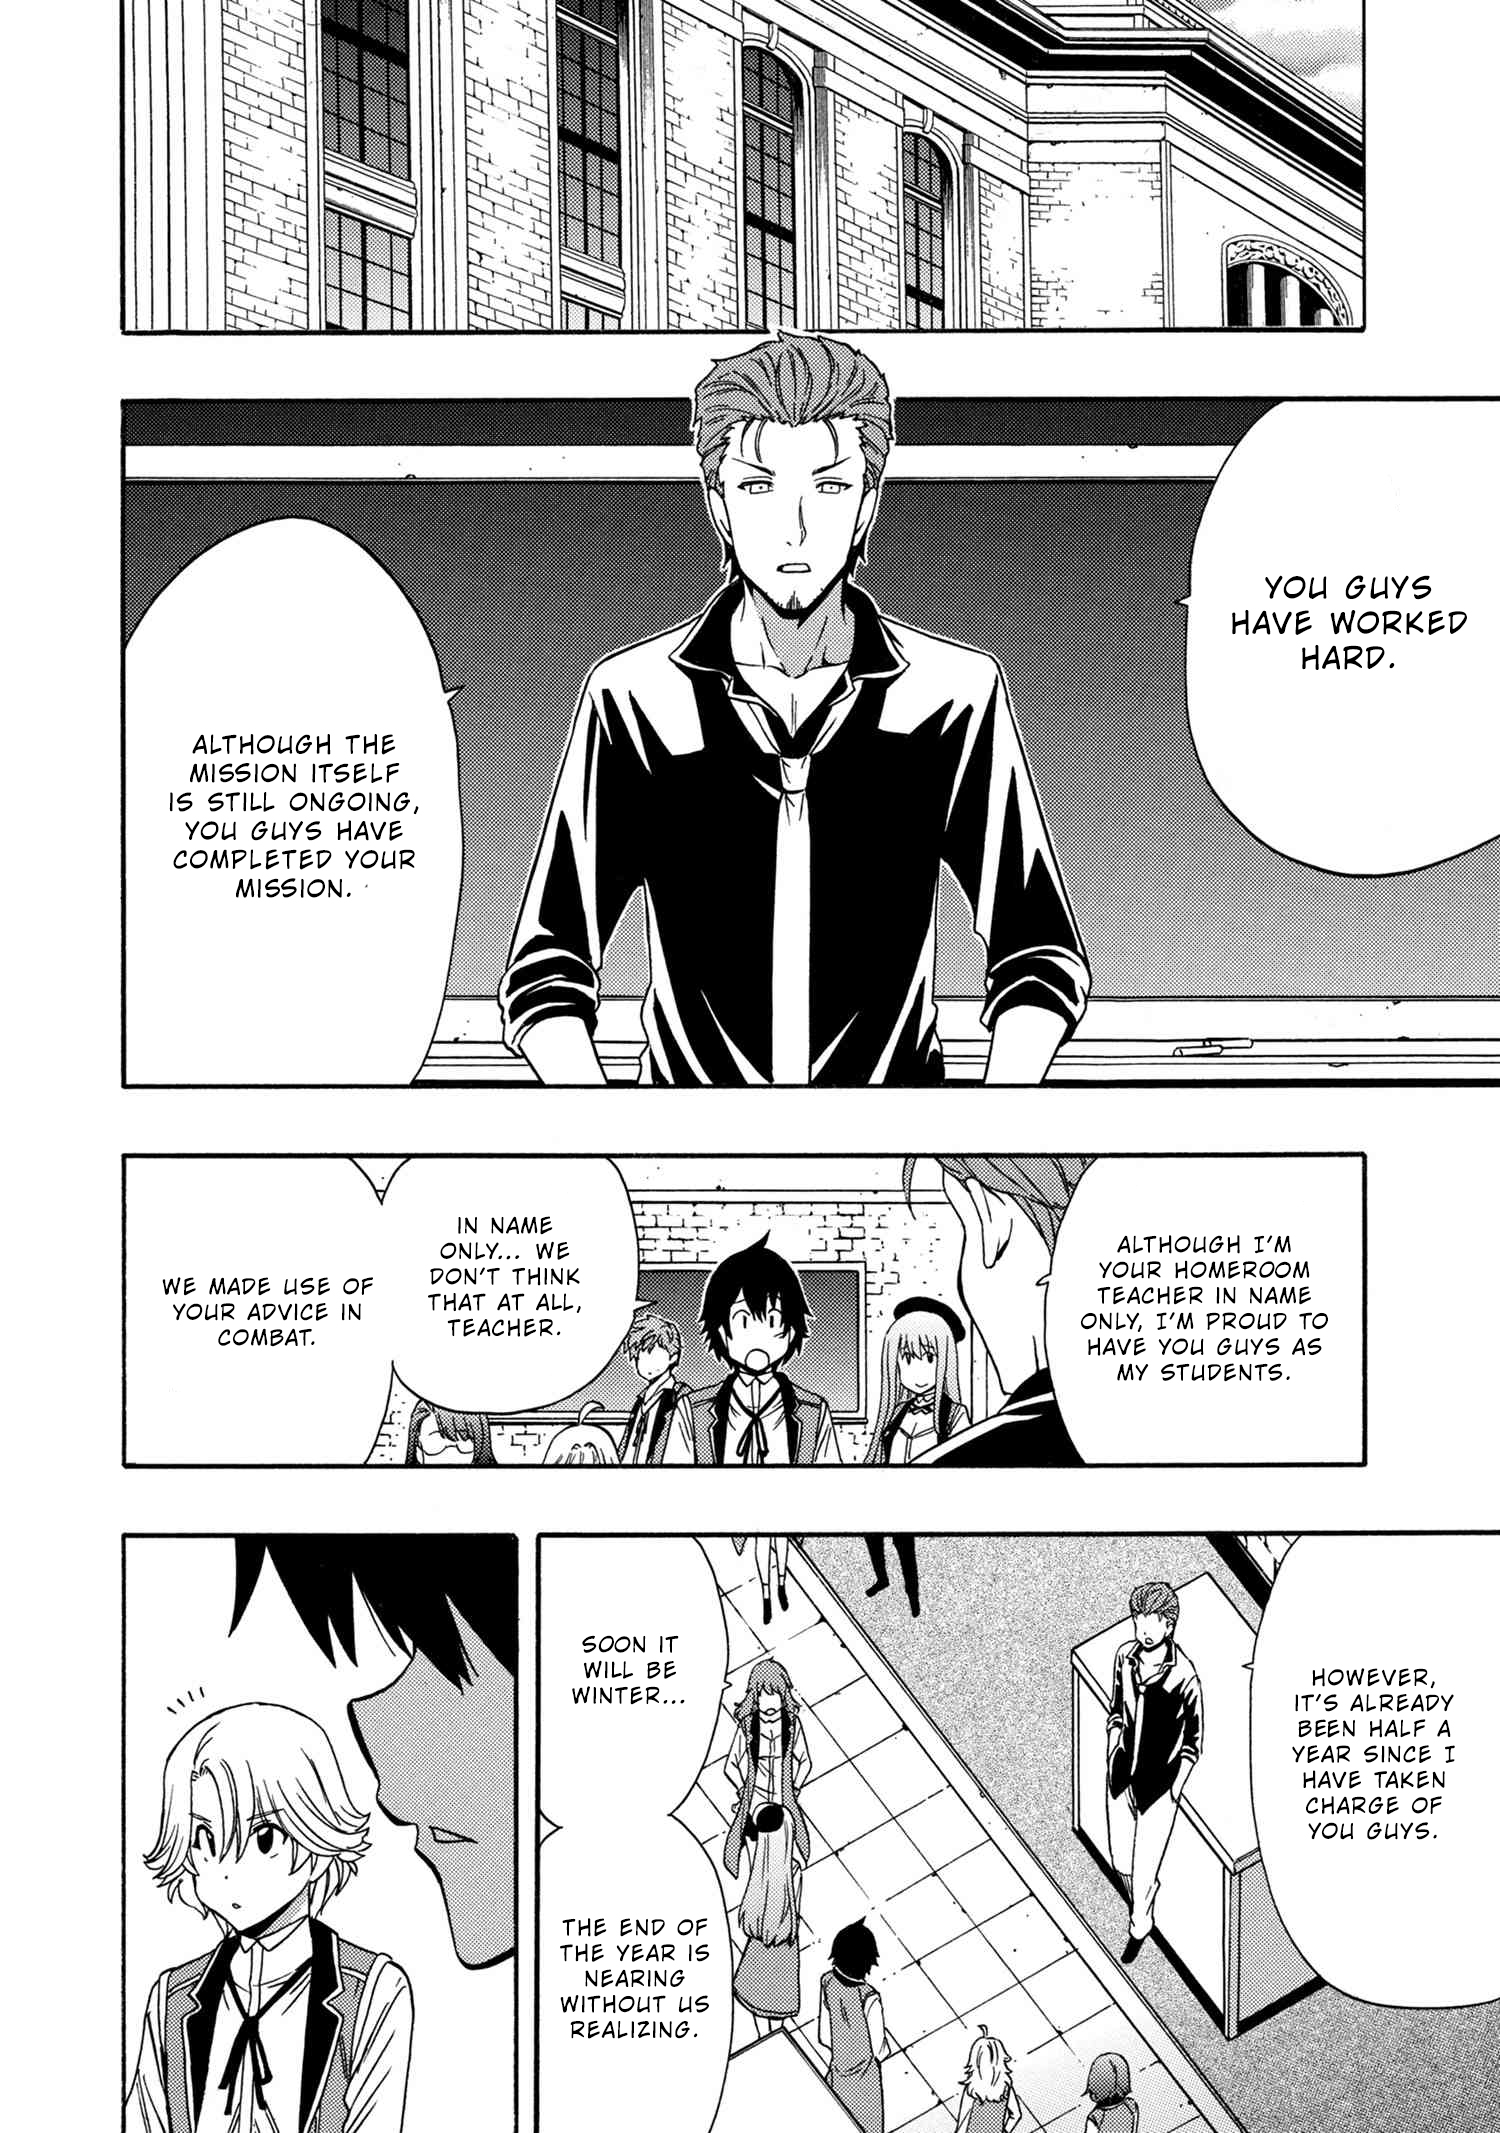 YOU GUYS
HAVE WORKED
HARD.
ALTHOUGH THE
MISSION ITSELF
IS STILL ONGOING,
YOU GUYS HAVE
COMPLETED YOUR
MISSION.
ALTHOUGH I'M
YOUR HOMEROOM
TEACHER IN NAME
ONLY, I'M PROUD TO
HAVE YOU GUYS AS
MY STUDENTS.
IN NAME
ONLY... WE
DON'T THINK
THAT AT ALL,
TEACHER.
WE MADE USE OF
YOUR ADVICE IN
COMBAT.
HOWEVER,
IT'S ALREADY
BEEN HALF A
YEAR SINCE I
HAVE TAKEN
CHARGE OF
YOU GUYS.
SOON IT
WILL BE
WINTER...
THE END OF
THE YEAR IS
NEARING
WITHOUT US
REALIZING.